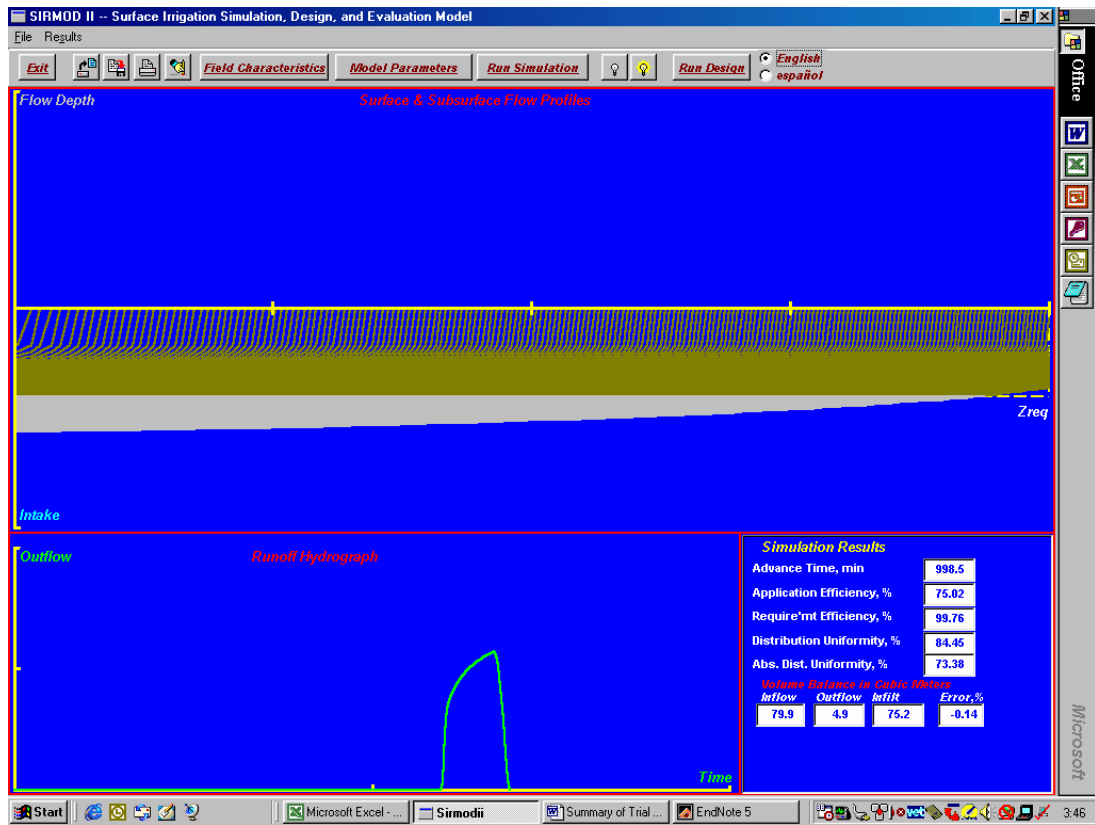 SIRMOD II -- Surface Irrigation Simulation, Design, and Evaluation Model
File Results
Exit Field Characteristics Model Parameters Run Simulation Run Design English
español
Office
Flow Depth Surface & Subsurface Flow Profiles
Zreq
Intake
Outflow Runoff Hydrograph
Time
Simulation Results
Advance Time, min 998.5
Application Efficiency, % 75.02
Require'mt Efficiency, % 99.76
Distribution Uniformity, % 84.45
Abs. Dist. Uniformity, % 73.38
Volume Balance in Cubic Meters
Inflow Outflow Infilt Error,%
79.9 4.9 75.2 -0.14
Microsoft
Start Microsoft Excel - ... Sirmodii Summary of Trial ... EndNote 5 3:46